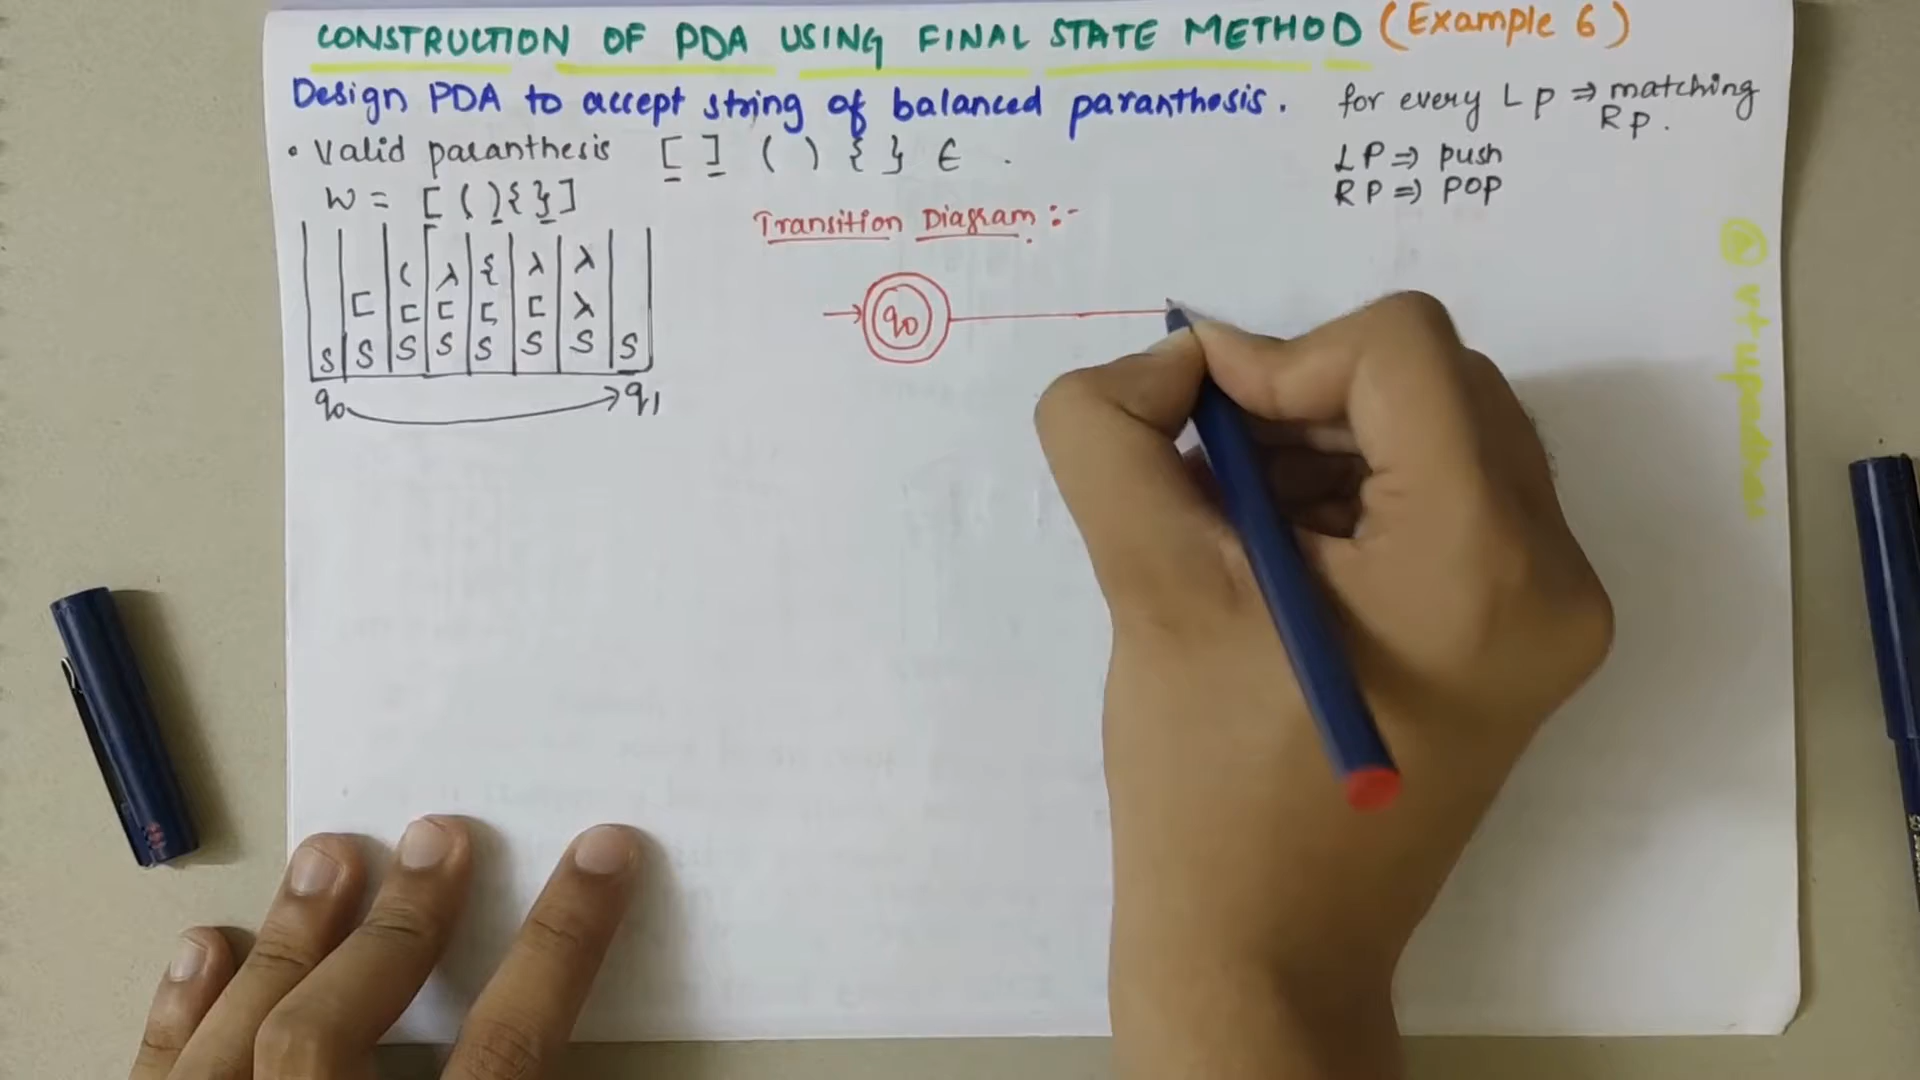 CONSTRUCTION OF PDA USING FINAL STATE METHOD (Example 6)
Design PDA to accept string of balanced paranthesis.
for every LP ⇒ matching RP.
• Valid paranthesis [ ] ( ) { } ϵ .
LP ⇒ push
RP ⇒ POP
W = [ ( ) { } ]
Transition Diagram :-
( λ { λ λ
[ [ [ [ [ λ
S S S S S S S S
q0 → q1
→ q0
@vtupadhai